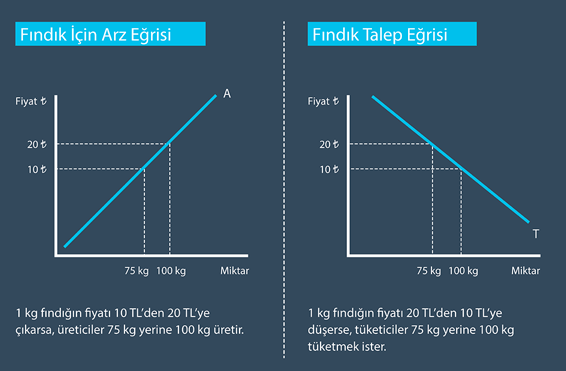 Fındık İçin Arz Eğrisi
Fiyat ₺
A
20 ₺
10 ₺
75 kg
100 kg
Miktar
1 kg fındığın fiyatı 10 TL'den 20 TL'ye
çıkarsa, üreticiler 75 kg yerine 100 kg üretir.
Fındık Talep Eğrisi
Fiyat ₺
20 ₺
10 ₺
T
75 kg
100 kg
Miktar
1 kg fındığın fiyatı 20 TL'den 10 TL'ye
düşerse, tüketiciler 75 kg yerine 100 kg
tüketmek ister.